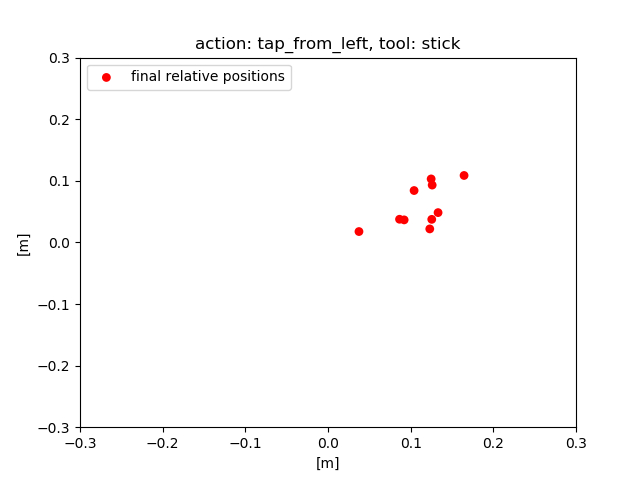 action: tap_from_left, tool: stick
final relative positions
0.3
0.2
0.1
0.0
−0.1
−0.2
−0.3
[m]
−0.3 −0.2 −0.1 0.0 0.1 0.2 0.3
[m]